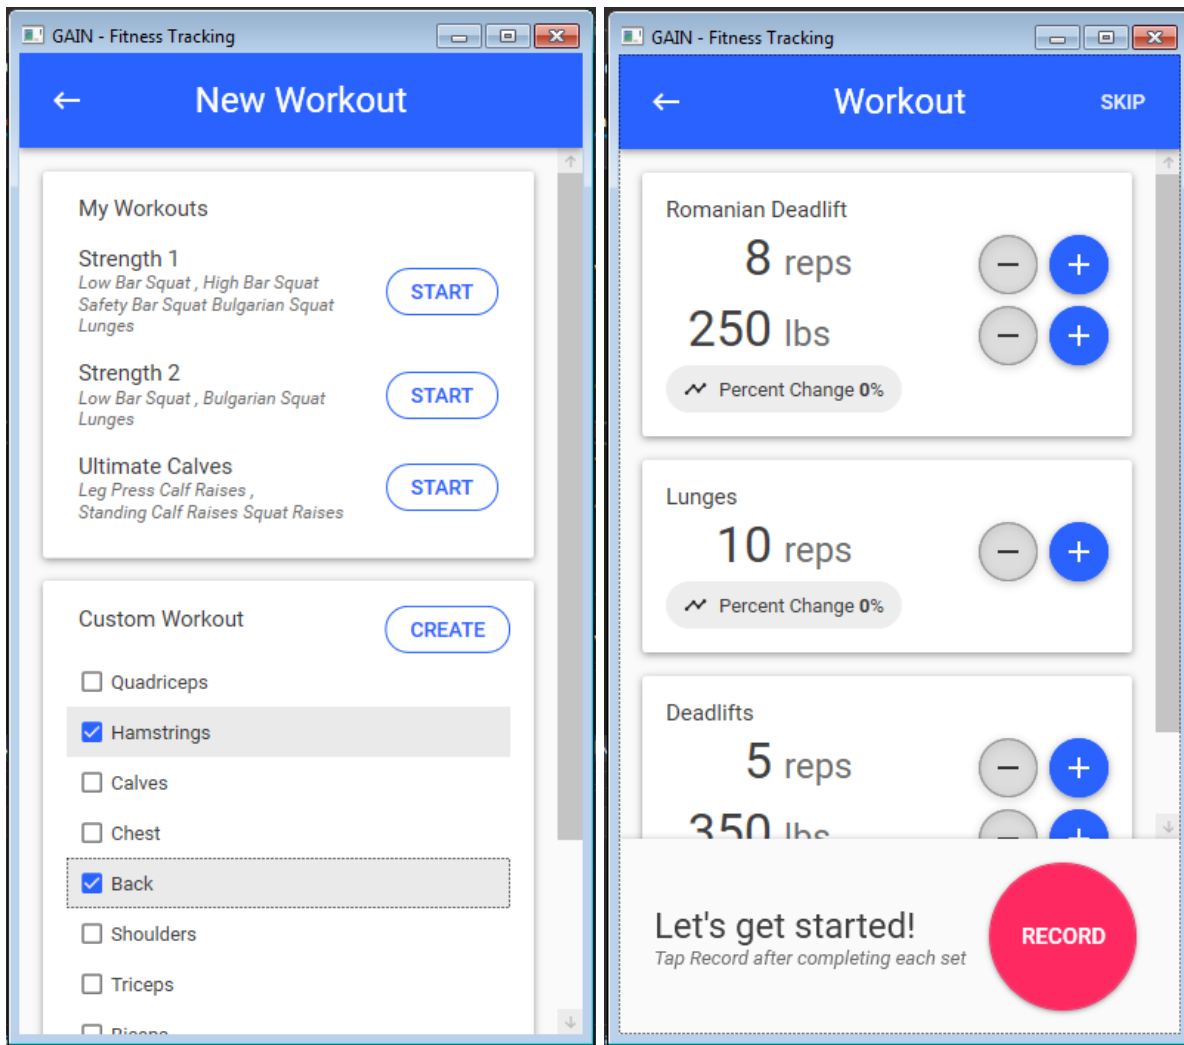 GAIN - Fitness Tracking
New Workout
My Workouts
Strength 1
Low Bar Squat , High Bar Squat
Safety Bar Squat Bulgarian Squat
Lunges
START
Strength 2
Low Bar Squat , Bulgarian Squat
Lunges
START
Ultimate Calves
Leg Press Calf Raises ,
Standing Calf Raises Squat Raises
START
Custom Workout
CREATE
Quadriceps
Hamstrings
Calves
Chest
Back
Shoulders
Triceps
Biceps
GAIN - Fitness Tracking
Workout
SKIP
Romanian Deadlift
8 reps
250 lbs
Percent Change 0%
Lunges
10 reps
Percent Change 0%
Deadlifts
5 reps
350 lbs
Let's get started!
Tap Record after completing each set
RECORD